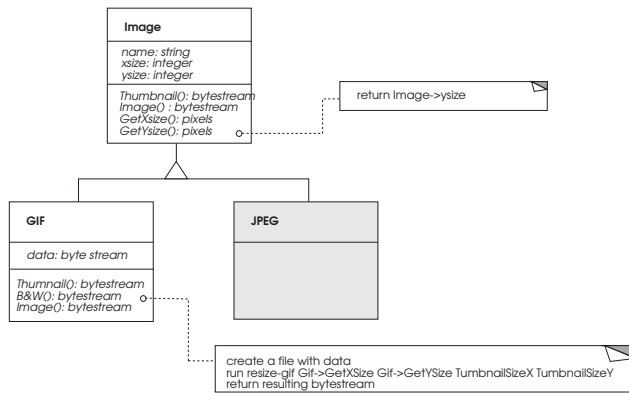 Image
name: string
xsize: integer
ysize: integer
Thumbnail(): bytestream
Image() : bytestream
GetXsize(): pixels
GetYsize(): pixels
return Image->ysize
GIF
data: byte stream
Thumnail(): bytestream
B&W(): bytestream
Image(): bytestream
JPEG
create a file with data
run resize-gif Gif->GetXSize Gif->GetYSize TumbnailSizeX TumbnailSizeY
return resulting bytestream